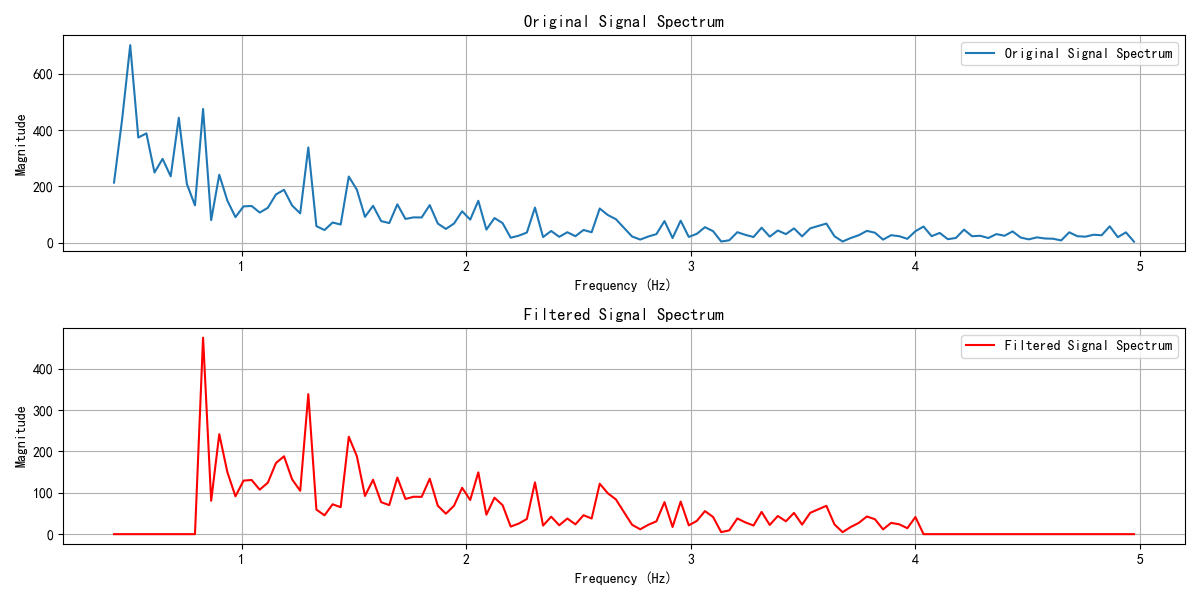 Original Signal Spectrum
Original Signal Spectrum
Magnitude
600
400
200
0
1 2 3 4 5
Frequency (Hz)
Filtered Signal Spectrum
Filtered Signal Spectrum
Magnitude
400
300
200
100
0
1 2 3 4 5
Frequency (Hz)